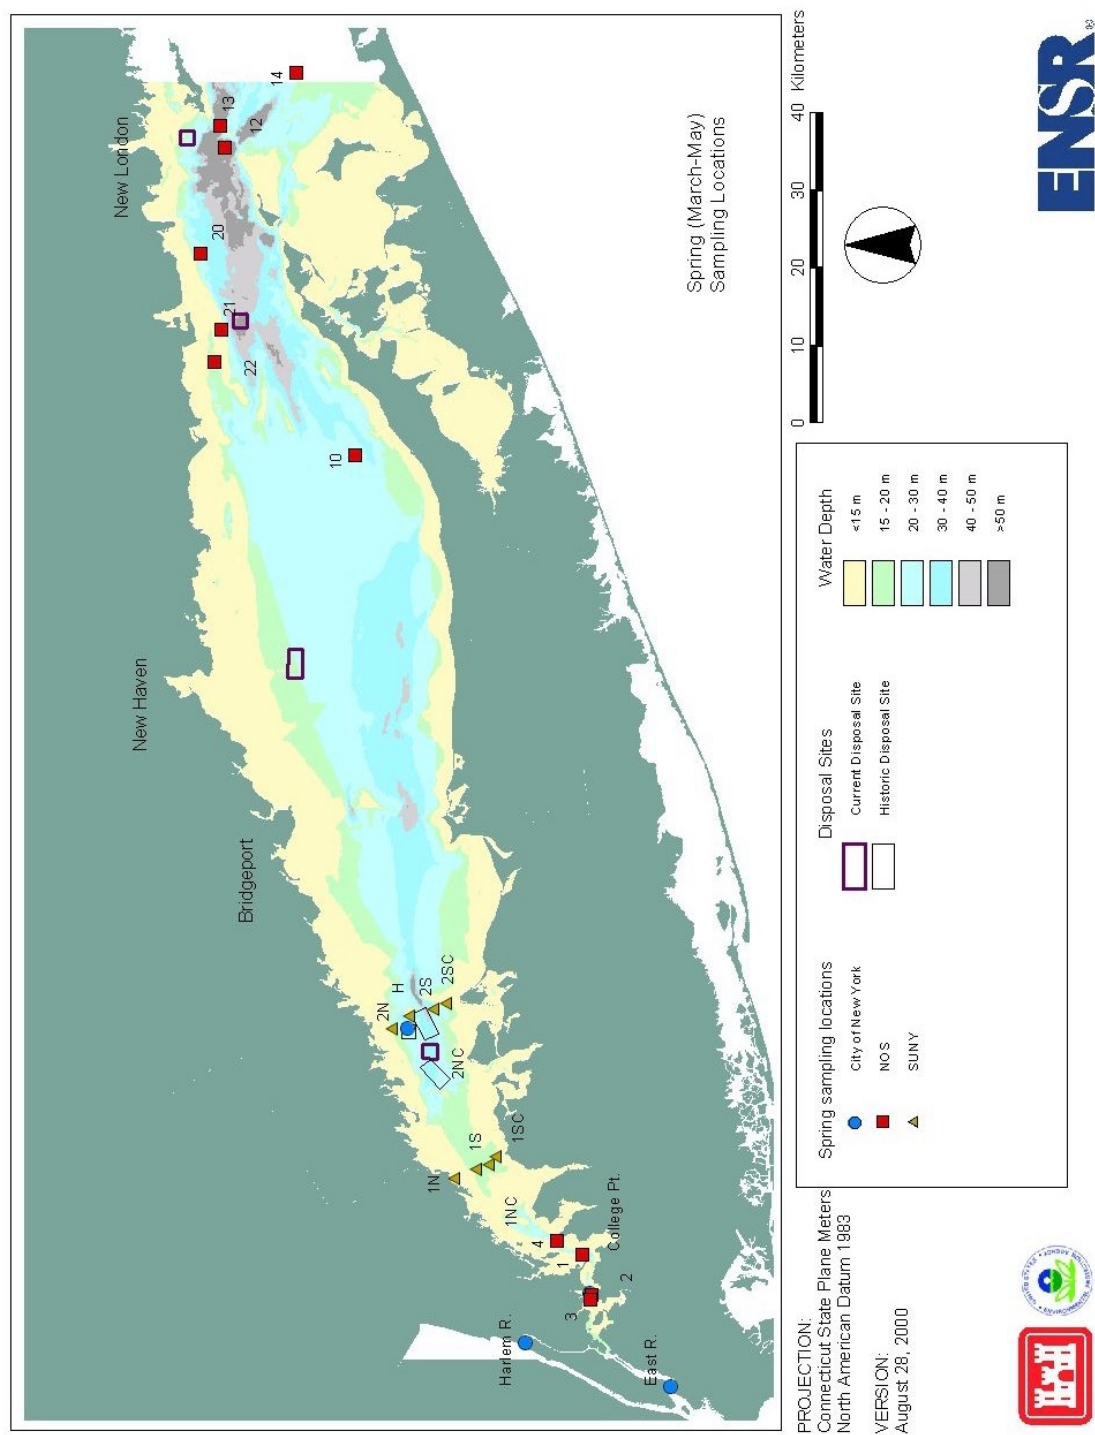 New London
New Haven
Bridgeport
14
13
12
20
21
22
10
2N
H
2S
2SC
2NC
1N
1S
1SC
1NC
4
1
College Pt.
2
3
Harlem R.
East R.
Spring (March-May)
Sampling Locations
0 10 20 30 40 Kilometers
Spring sampling locations
City of New York
NOS
SUNY
Disposal Sites
Current Disposal Site
Historic Disposal Site
Water Depth
<15 m
15 - 20 m
20 - 30 m
30 - 40 m
40 - 50 m
>50 m
PROJECTION:
Connecticut State Plane Meters
North American Datum 1983
VERSION:
August 28, 2000
ENSR
®